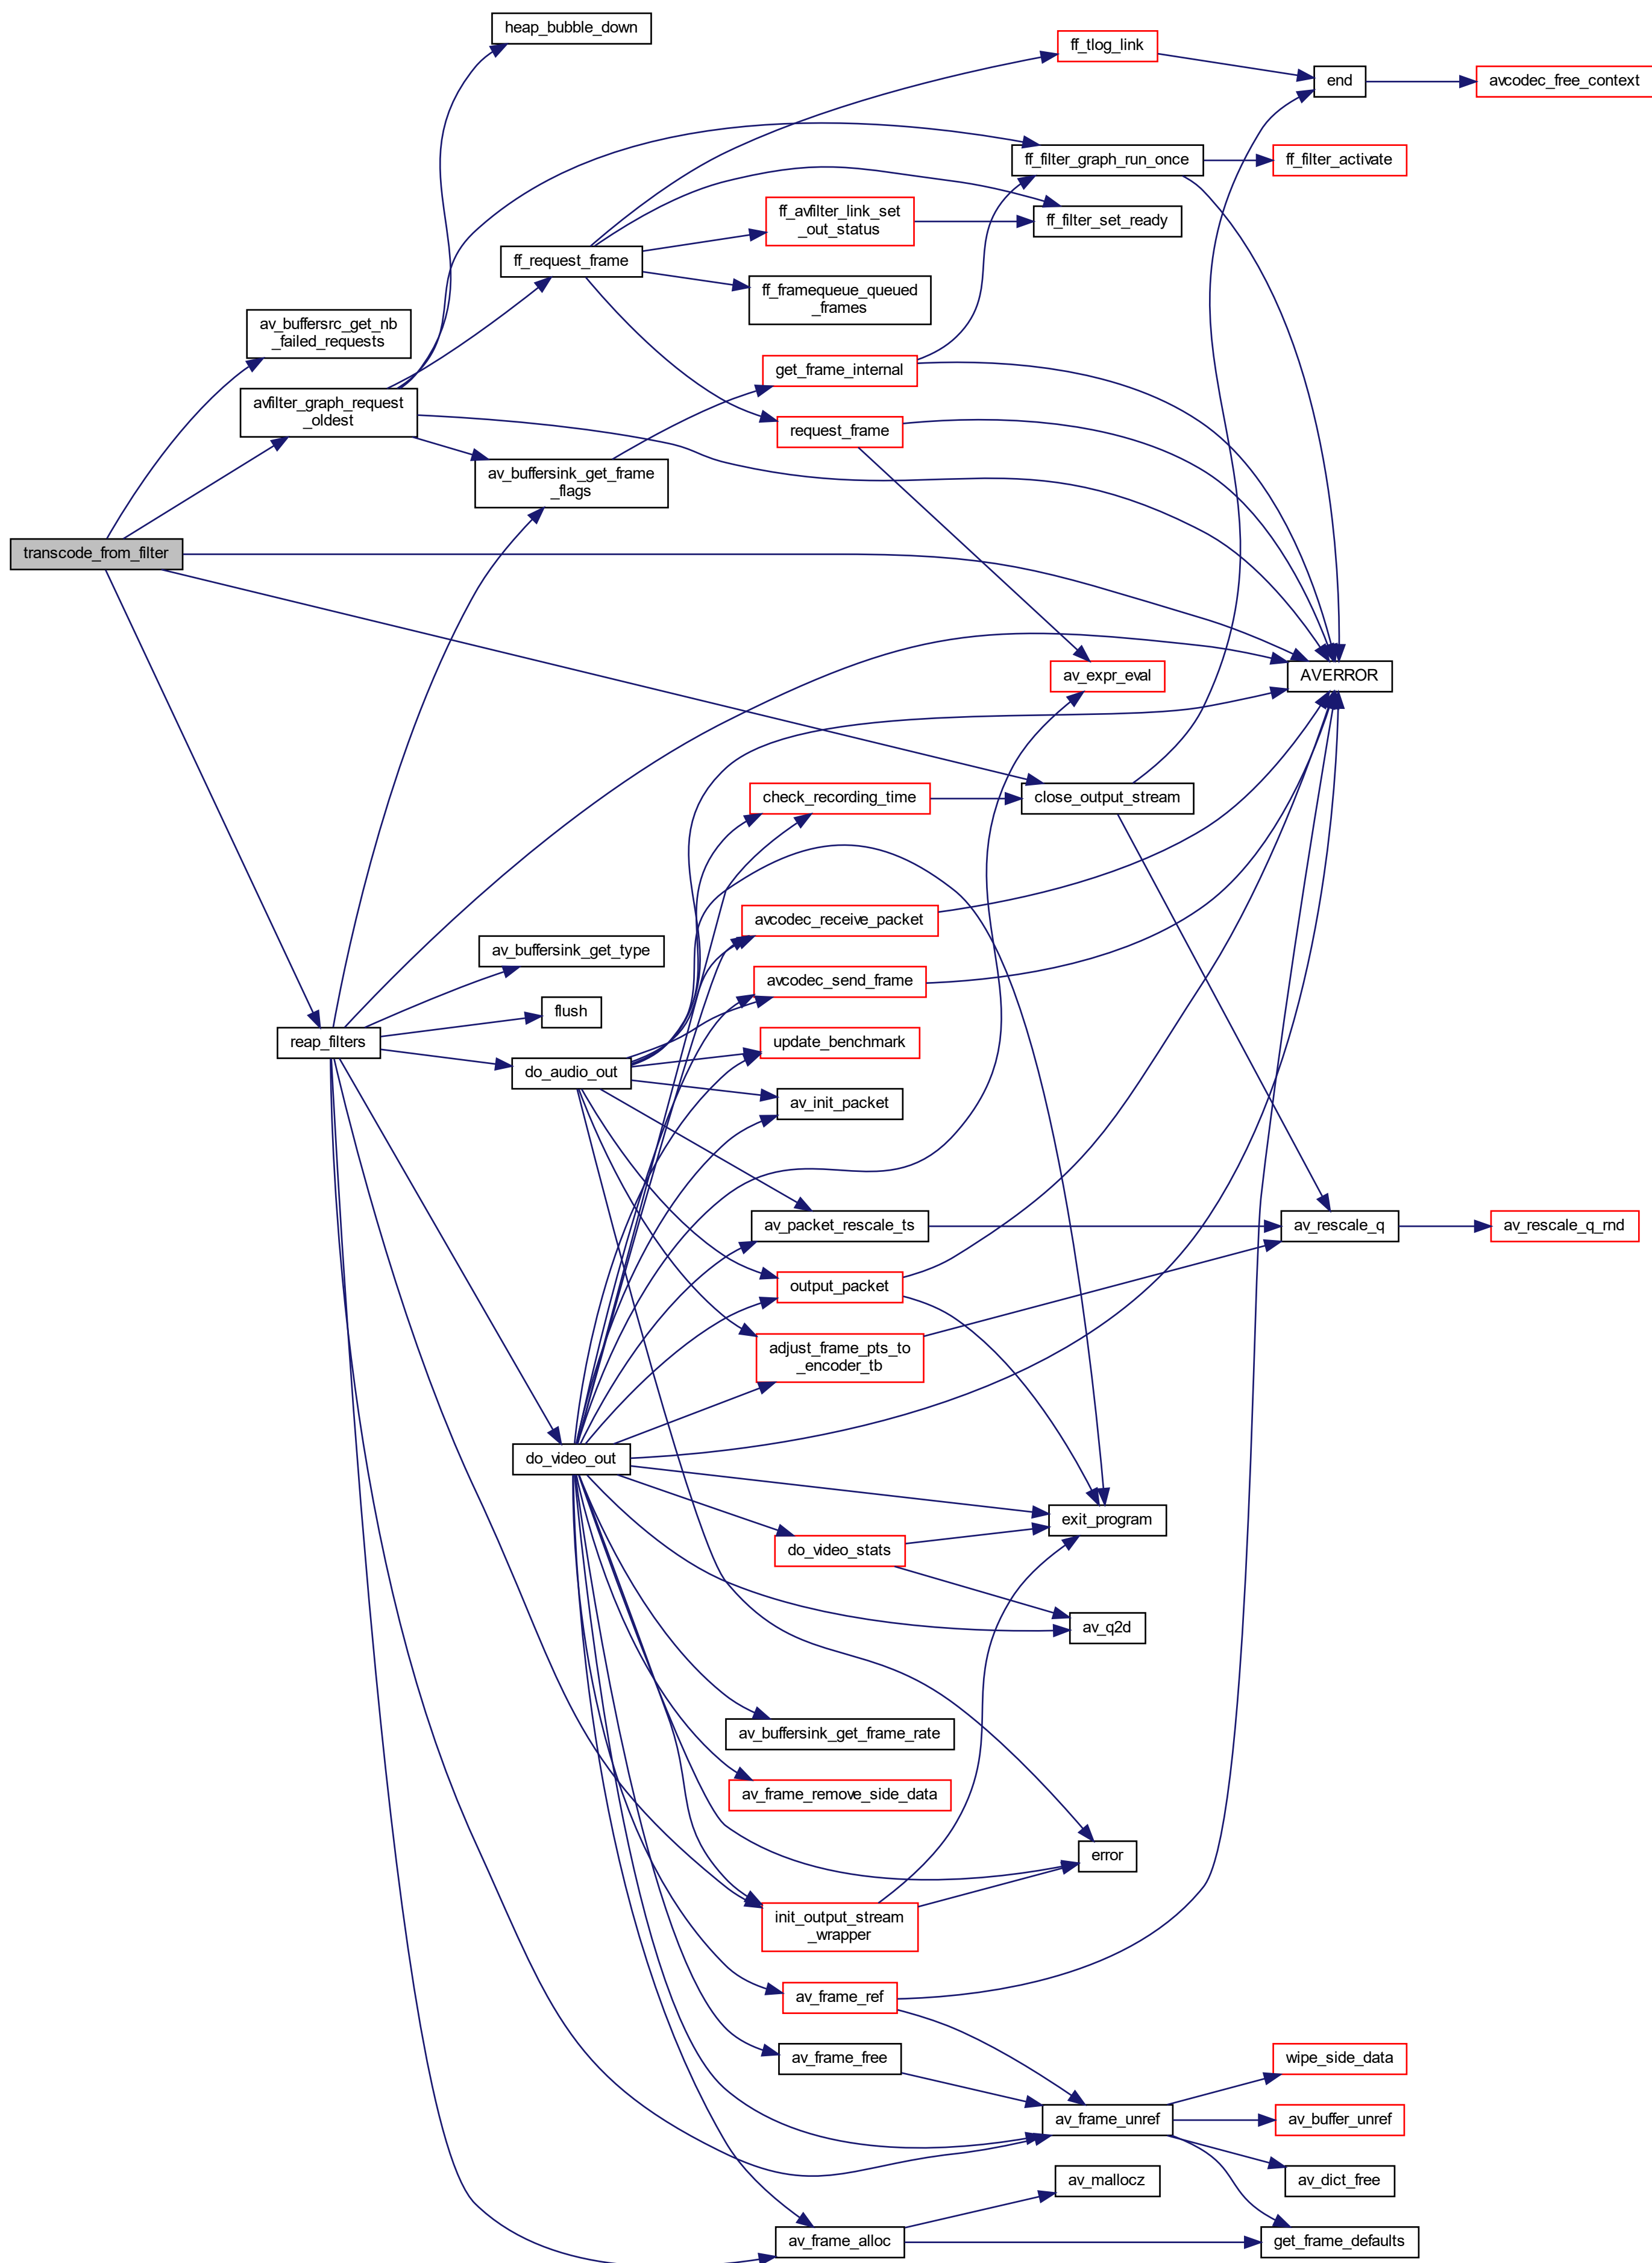 heap_bubble_down
ff_tlog_link
end
avcodec_free_context
ff_filter_graph_run_once
ff_filter_activate
ff_avfilter_link_set
_out_status
ff_filter_set_ready
ff_request_frame
ff_framequeue_queued
_frames
av_buffersrc_get_nb
_failed_requests
get_frame_internal
avfilter_graph_request
_oldest
request_frame
av_buffersink_get_frame
_flags
transcode_from_filter
av_expr_eval
AVERROR
check_recording_time
close_output_stream
avcodec_receive_packet
av_buffersink_get_type
avcodec_send_frame
flush
reap_filters
update_benchmark
do_audio_out
av_init_packet
av_packet_rescale_ts
av_rescale_q
av_rescale_q_rnd
output_packet
adjust_frame_pts_to
_encoder_tb
do_video_out
exit_program
do_video_stats
av_q2d
av_buffersink_get_frame_rate
av_frame_remove_side_data
error
init_output_stream
_wrapper
av_frame_ref
av_frame_free
wipe_side_data
av_frame_unref
av_buffer_unref
av_mallocz
av_dict_free
av_frame_alloc
get_frame_defaults